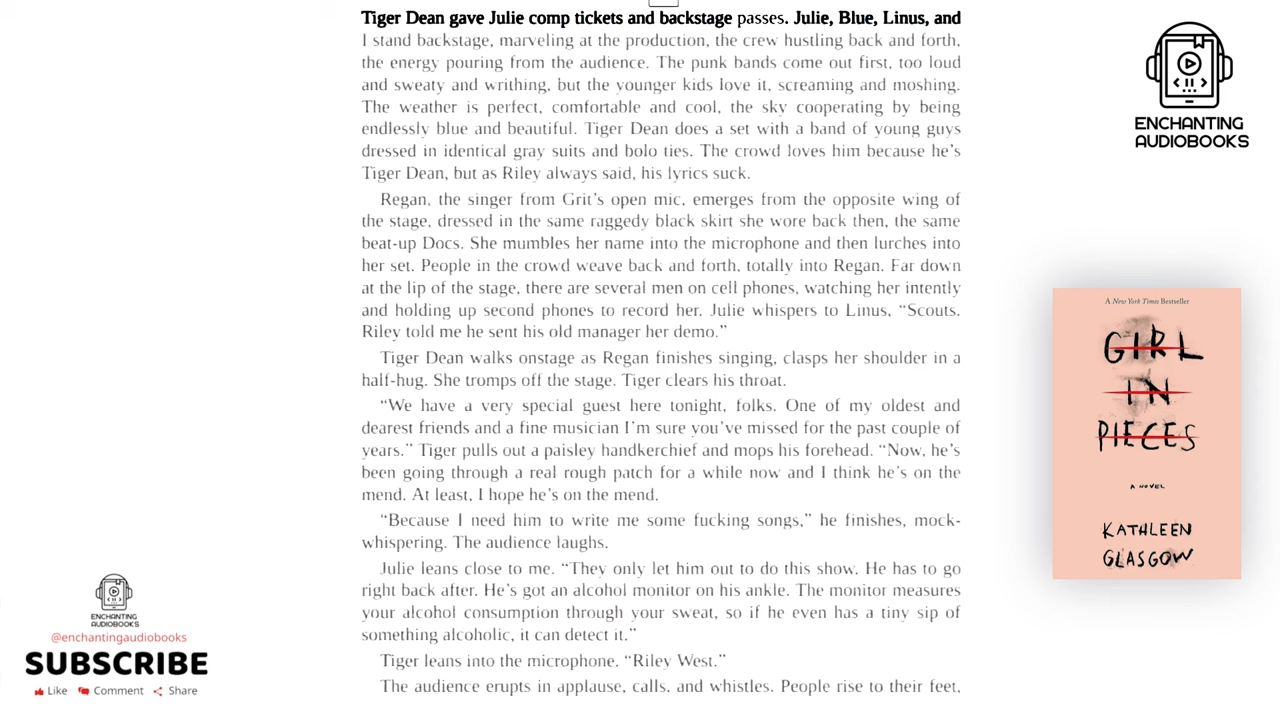 Tiger Dean gave Julie comp tickets and backstage passes. Julie, Blue, Linus, and
I stand backstage, marveling at the production, the crew hustling back and forth,
the energy pouring from the audience. The punk bands come out first, too loud
and sweaty and writhing, but the younger kids love it, screaming and moshing.
The weather is perfect, comfortable and cool, the sky cooperating by being
endlessly blue and beautiful. Tiger Dean does a set with a band of young guys
dressed in identical gray suits and bolo ties. The crowd loves him because he's
Tiger Dean, but as Riley always said, his lyrics suck.
Regan, the singer from Grit's open mic, emerges from the opposite wing of
the stage, dressed in the same raggedy black skirt she wore back then, the same
beat-up Docs. She mumbles her name into the microphone and then lurches into
her set. People in the crowd weave back and forth, totally into Regan. Far down
at the lip of the stage, there are several men on cell phones, watching her intently
and holding up second phones to record her. Julie whispers to Linus, “Scouts.
Riley told me he sent his old manager her demo.”
Tiger Dean walks onstage as Regan finishes singing, clasps her shoulder in a
half-hug. She tromps off the stage. Tiger clears his throat.
“We have a very special guest here tonight, folks. One of my oldest and
dearest friends and a fine musician I'm sure you've missed for the past couple of
years.” Tiger pulls out a paisley handkerchief and mops his forehead. “Now, he's
been going through a real rough patch for a while now and I think he's on the
mend. At least, I hope he's on the mend.
“Because I need him to write me some fucking songs,” he finishes, mock-
whispering. The audience laughs.
Julie leans close to me. “They only let him out to do this show. He has to go
right back after. He's got an alcohol monitor on his ankle. The monitor measures
your alcohol consumption through your sweat, so if he even has a tiny sip of
something alcoholic, it can detect it.”
Tiger leans into the microphone. “Riley West.”
The audience erupts in applause, calls, and whistles. People rise to their feet,
ENCHANTING
AUDIOBOOKS
A New York Times Bestseller
GIRL
IN
PIECES
A NOVEL
KATHLEEN
GLASGOW
ENCHANTING
AUDIOBOOKS
@enchantingaudiobooks
SUBSCRIBE
Like Comment Share